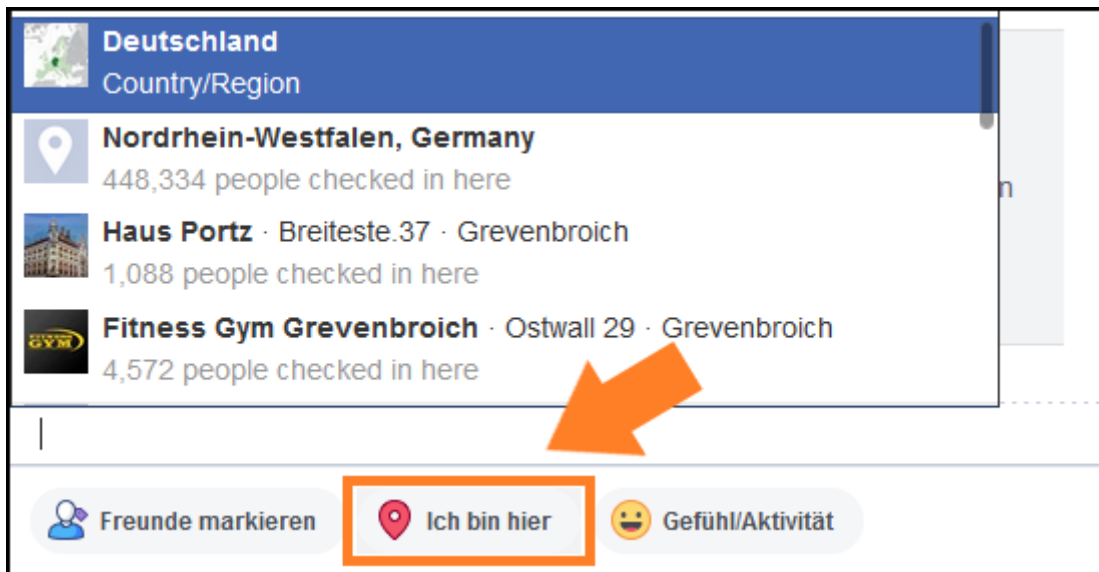 Deutschland
Country/Region
Nordrhein-Westfalen, Germany
448,334 people checked in here
Haus Portz · Breiteste.37 · Grevenbroich
1,088 people checked in here
Fitness Gym Grevenbroich · Ostwall 29 · Grevenbroich
4,572 people checked in here
Freunde markieren
Ich bin hier
Gefühl/Aktivität